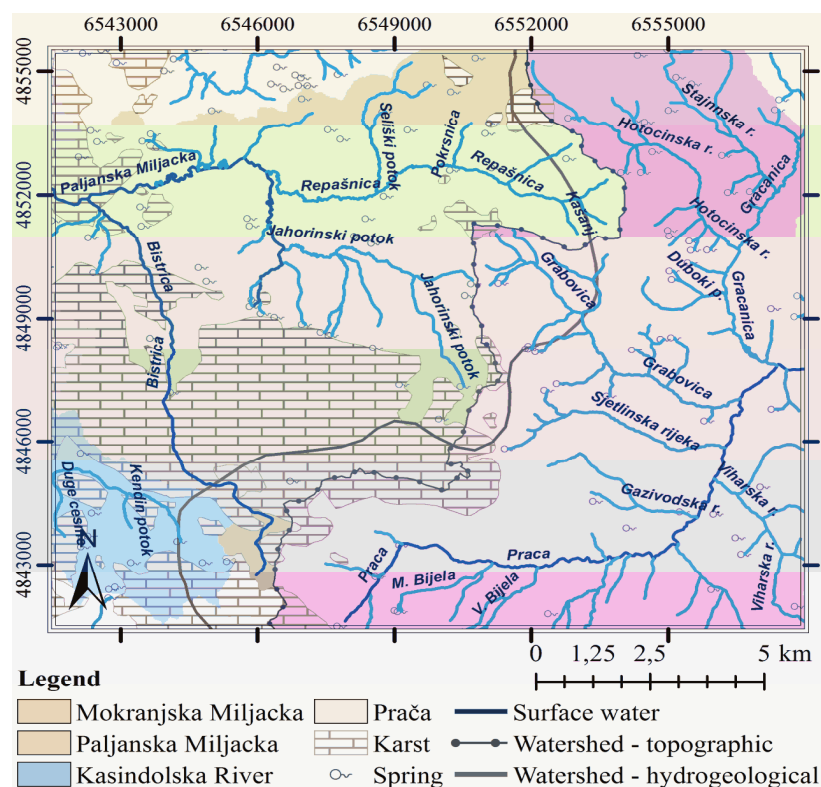 6543000 6546000 6549000 6552000 6555000
4855000
4852000
4849000
4846000
4843000
Stajnnska r.
Hotocinska r.
Seliški potok
Pokrsnica
Repašnica
Paljanska Miljacka
Repašnica
Kasanj
Gračanica
Hotocinska r.
Jahorinski potok
Bistrica
Grabovica
Duboki p.
Gracanica
Jahorinski potok
Bistrica
Grabovica
Sjetlinska rijeka
Duge cesme
Kendin potok
Gazivodska r.
Viharska r.
Praca
Praca
M. Bijela
V. Bijela
Viharska r.
N
0 1,25 2,5 5 km
Legend
Mokranjska Miljacka
Prača
Surface water
Paljanska Miljacka
Karst
Watershed - topographic
Kasindolska River
Spring
Watershed - hydrogeological